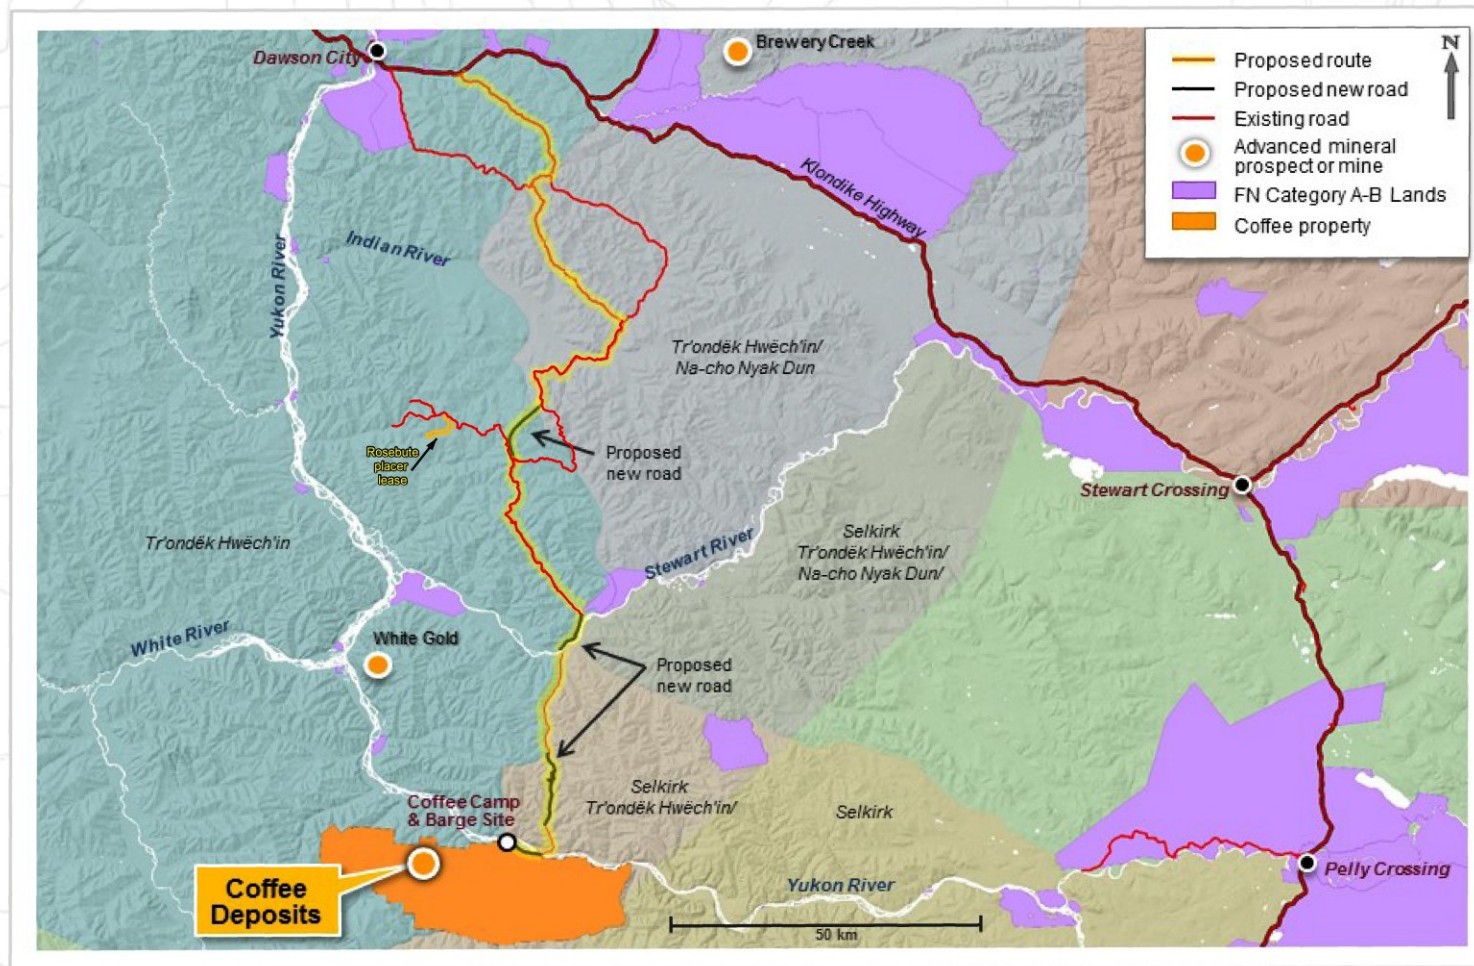 Dawson City
Brewery Creek
N
Proposed route
Proposed new road
Existing road
Advanced mineral
prospect or mine
FN Category A-B Lands
Coffee property
Klondike Highway
Yukon River
Indian River
Tr'ondëk Hwëch'in/
Na-cho Nyak Dun
Rosebute
placer
lease
Proposed
new road
Stewart Crossing
Tr'ondëk Hwëch'in
Stewart River
Selkirk
Tr'ondëk Hwëch'in/
Na-cho Nyak Dun/
White River
White Gold
Proposed
new road
Coffee Camp
& Barge Site
Selkirk
Tr'ondëk Hwëch'in/
Selkirk
Coffee
Deposits
Yukon River
Pelly Crossing
50 km